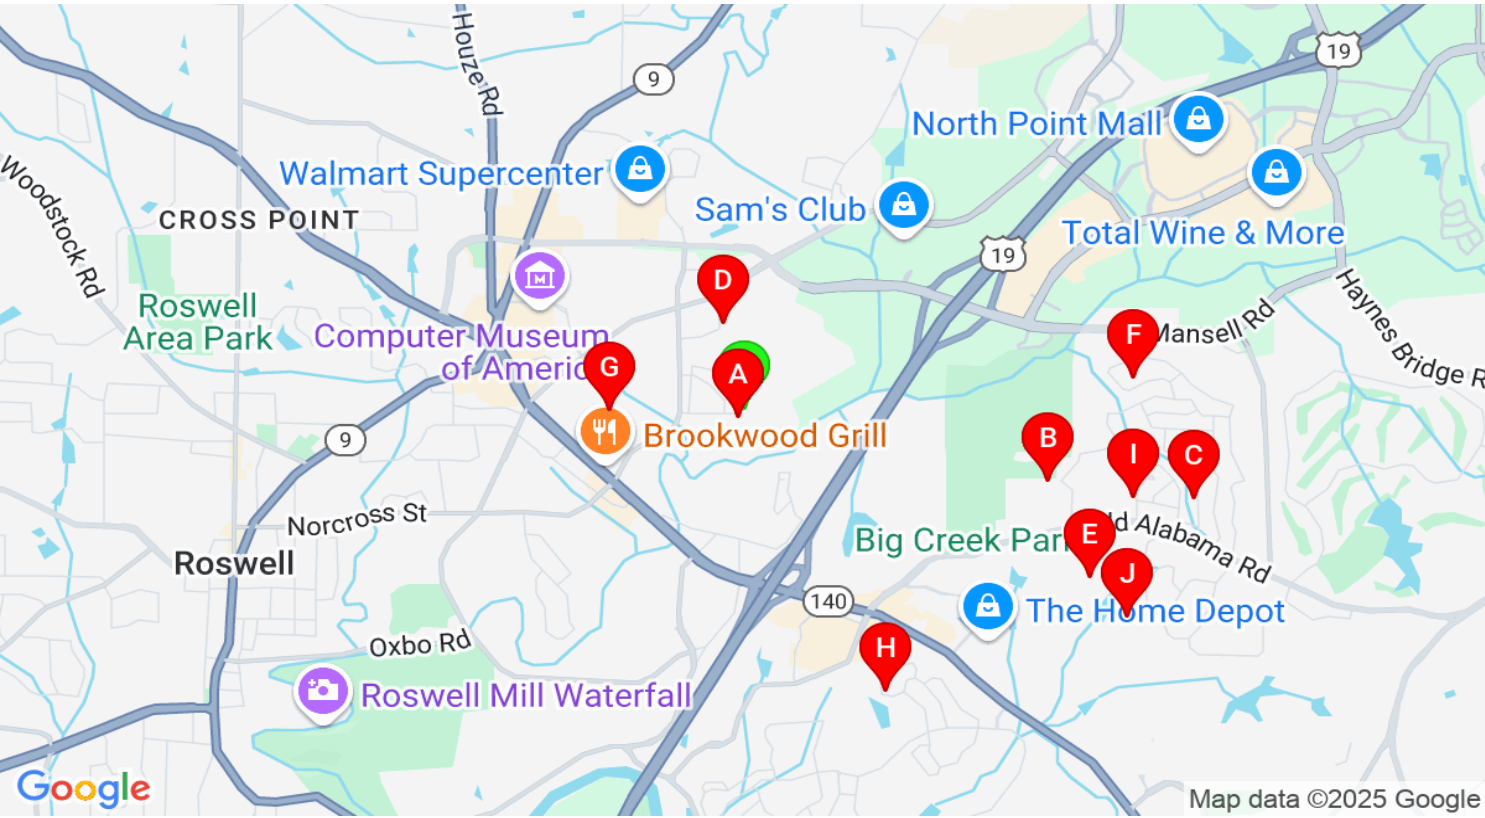 Houze Rd
9
19
North Point Mall
Walmart Supercenter
Woodstock Rd
CROSS POINT
Sam's Club
Total Wine & More
19
D
Haynes Bridge R
Roswell
Area Park
Computer Museum
of Americ
Mansell Rd
F
G
A
9
Brookwood Grill
B
I
C
Norcross St
ld Alabama Rd
Big Creek Park
E
Roswell
J
140
The Home Depot
Oxbo Rd
H
Roswell Mill Waterfall
Google
Map data ©2025 Google